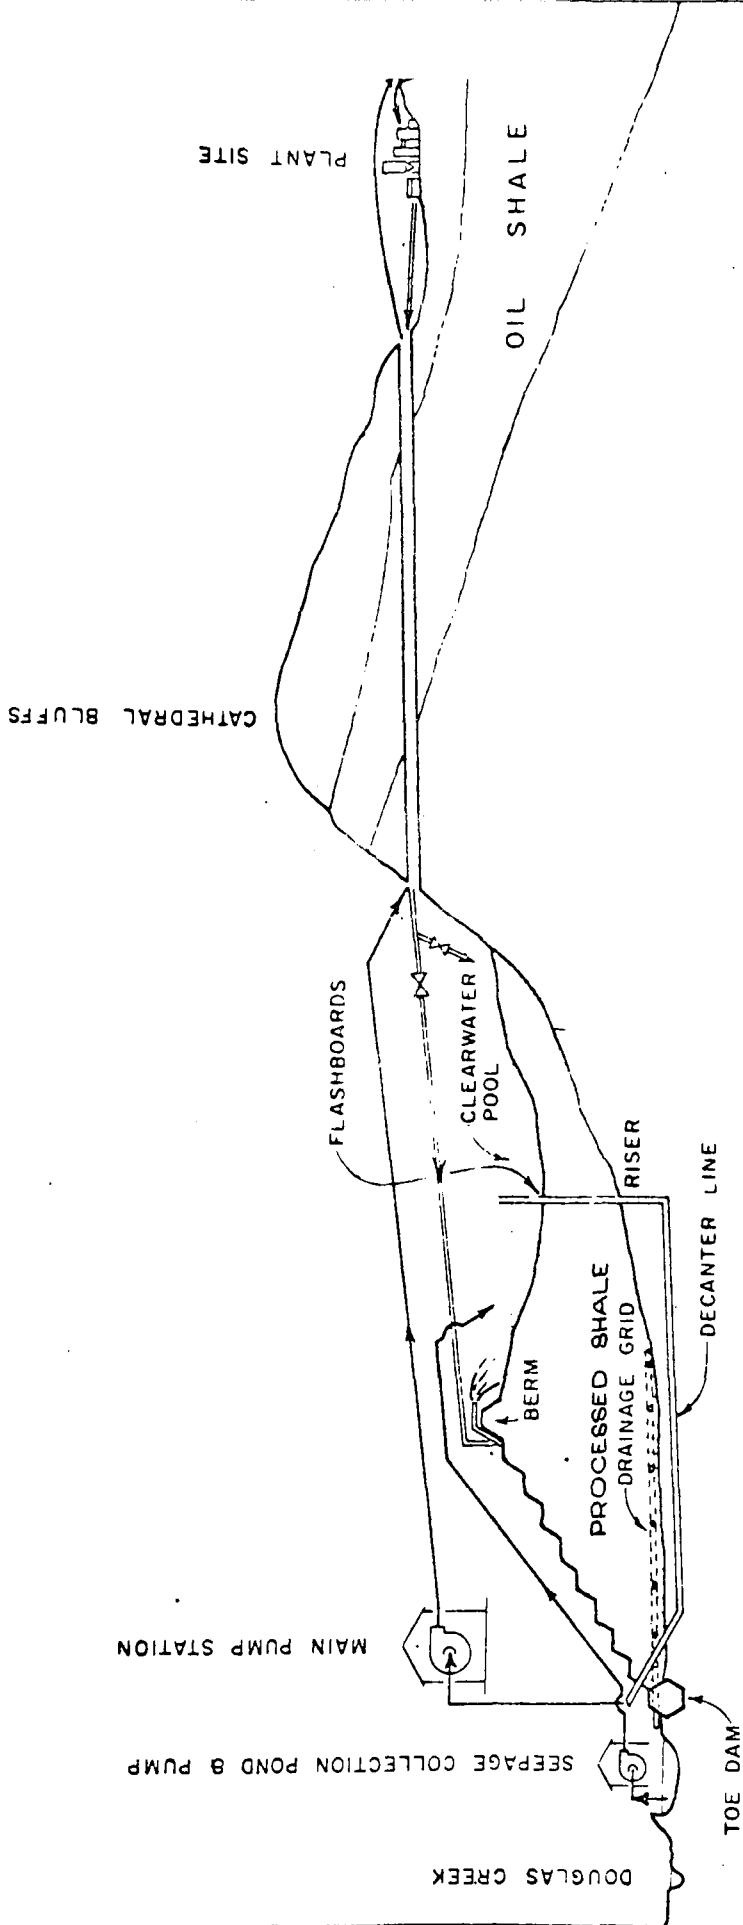 PLANT SITE
OIL SHALE
CATHEDRAL BLUFFS
FLASHBOARDS
CLEARWATER
POOL
RISER
DECANTER LINE
BERM
PROCESSED SHALE
DRAINAGE GRID
MAIN PUMP STATION
SEEPAGE COLLECTION POND & PUMP
TOE DAM
DOUGLAS CREEK